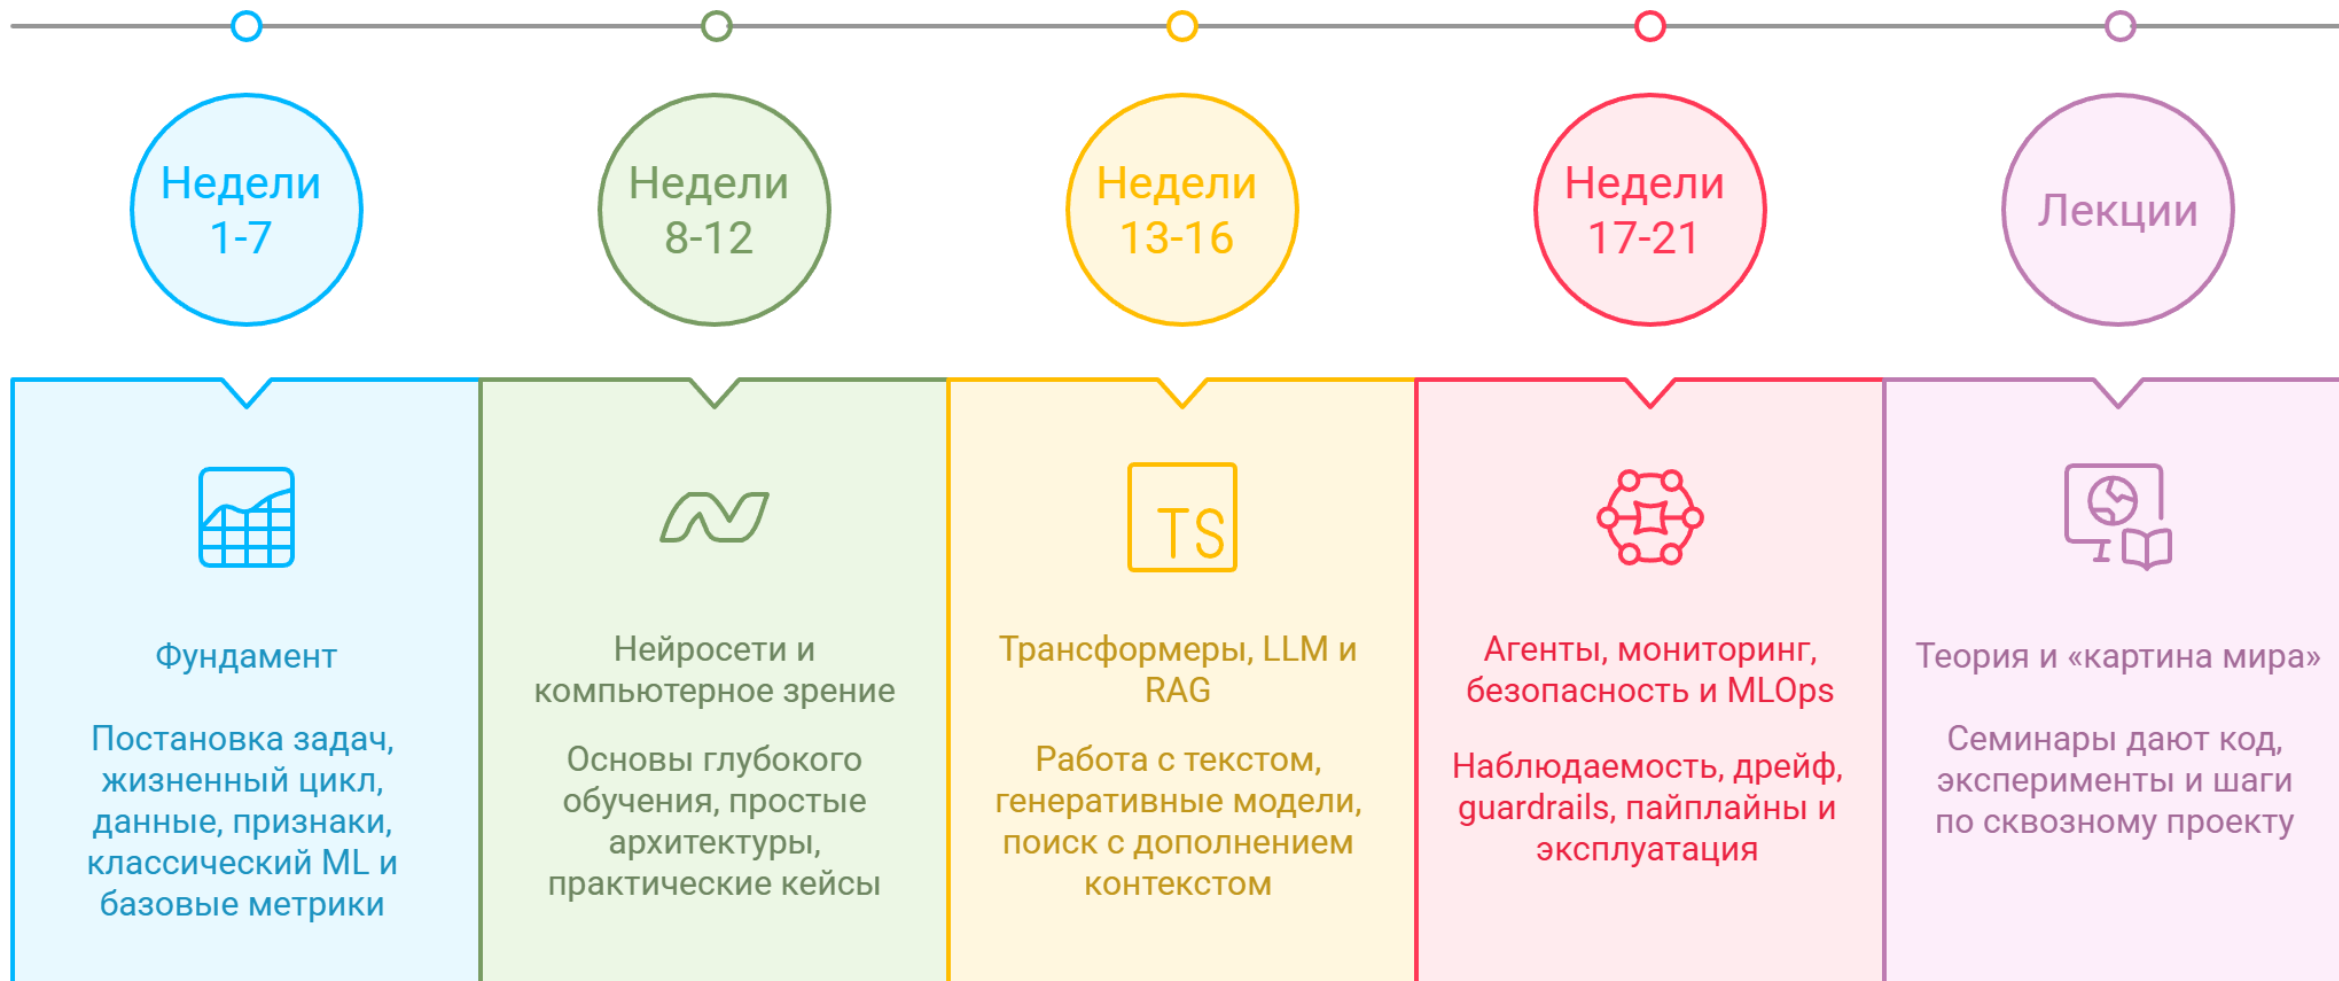 Недели
1-7
Недели
8-12
Недели
13-16
Недели
17-21
Лекции
TS
Фундамент
Постановка задач,
жизненный цикл,
данные, признаки,
классический ML и
базовые метрики
Нейросети и
компьютерное зрение
Основы глубокого
обучения, простые
архитектуры,
практические кейсы
Трансформеры, LLM и
RAG
Работа с текстом,
генеративные модели,
поиск с дополнением
контекстом
Агенты, мониторинг,
безопасность и MLOps
Наблюдаемость, дрейф,
guardrails, пайплайны и
эксплуатация
Теория и «картина мира»
Семинары дают код,
эксперименты и шаги
по сквозному проекту